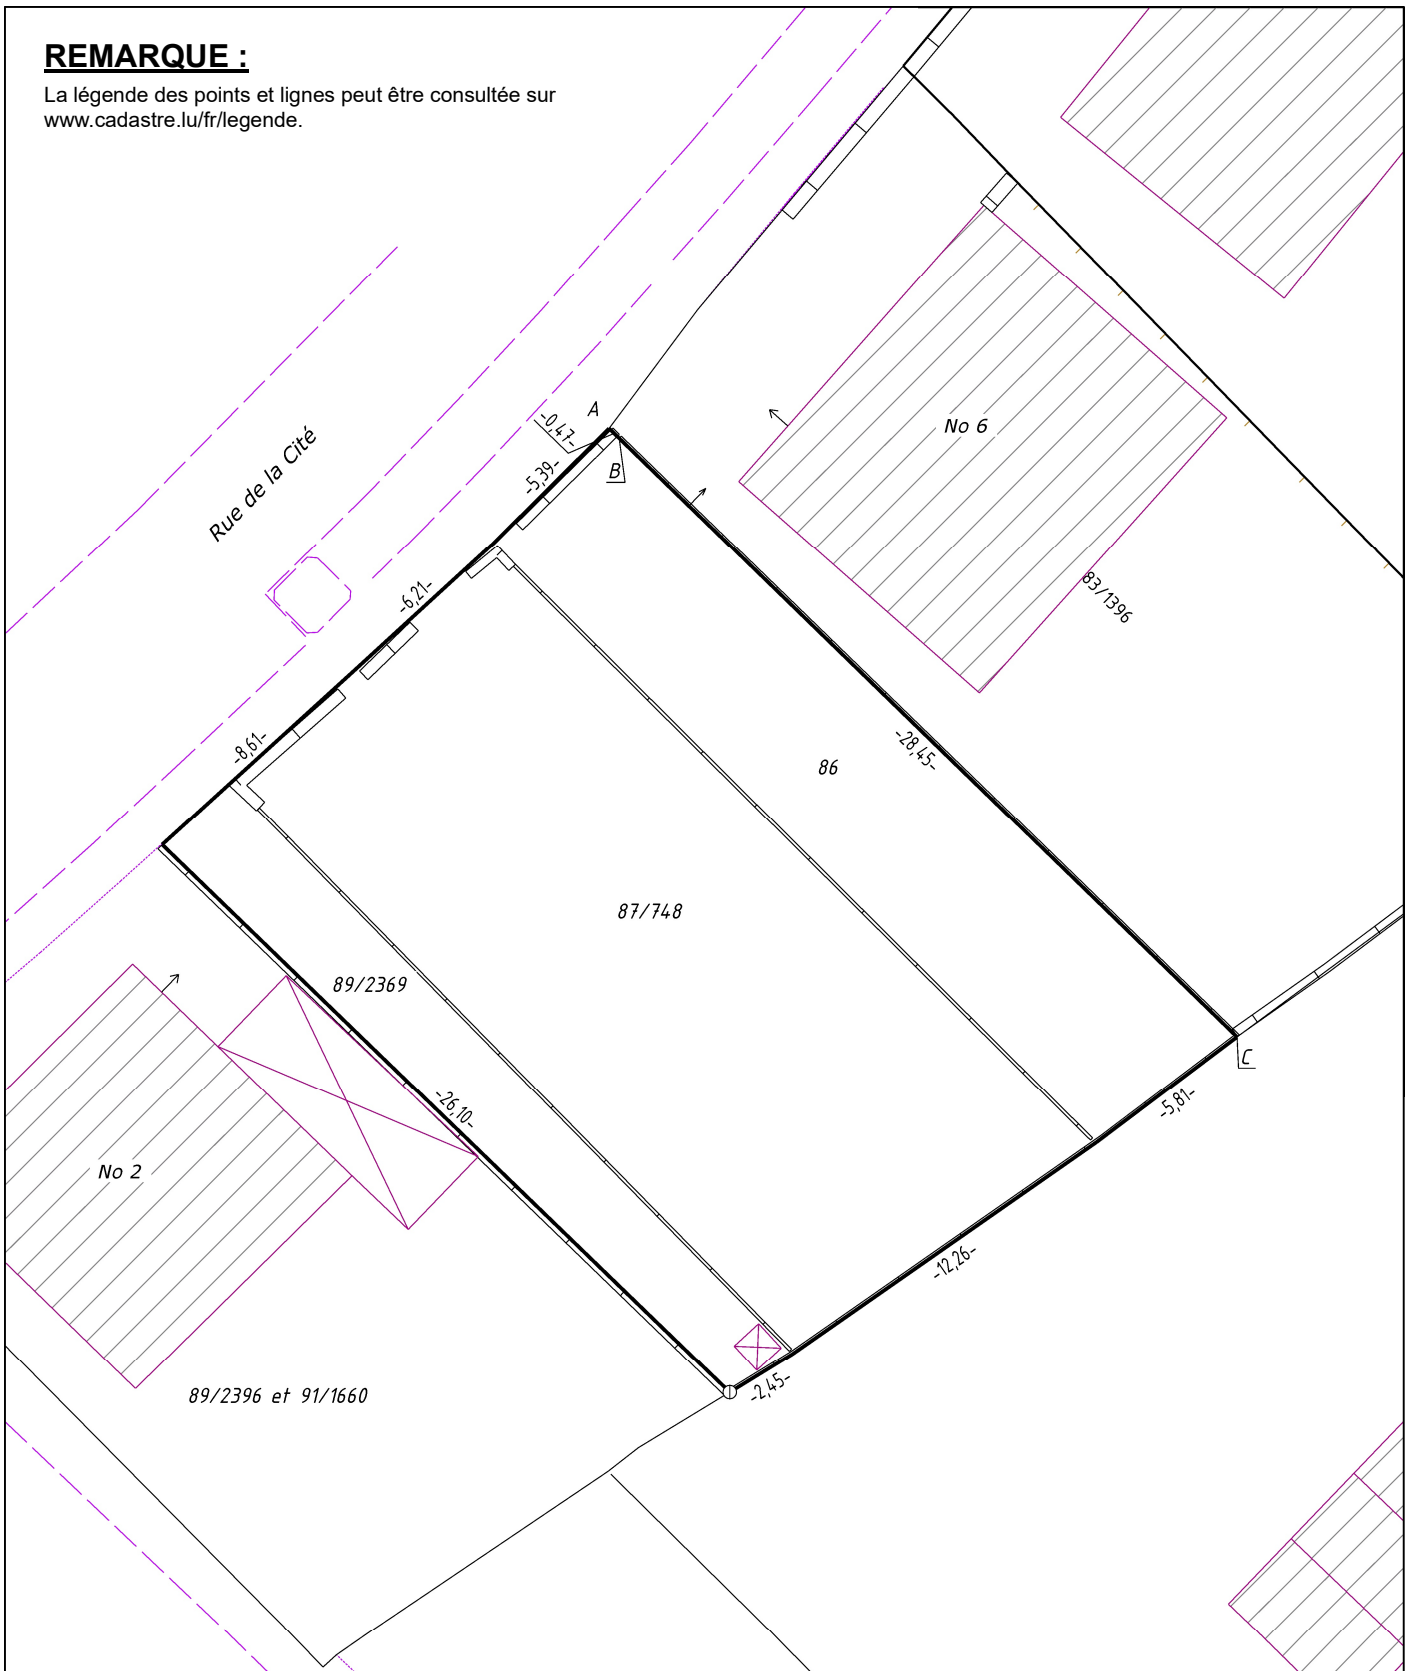 REMARQUE :
La légende des points et lignes peut être consultée sur
www.cadastre.lu/fr/legende.
A
-0,47-
No 6
B
-5,39-
Rue de la Cité
-6,21-
83/1396
-8,61-
-28,45-
86
87/748
89/2369
C
-26,10-
-5,81-
No 2
-12,26-
-2,45-
89/2396 et 91/1660